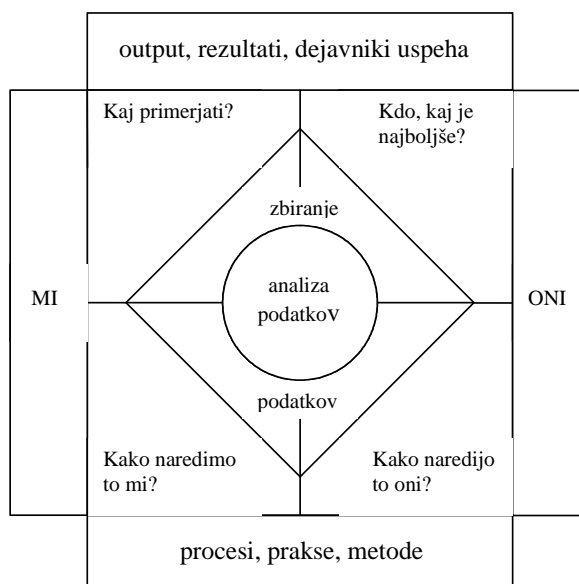 output, rezultati, dejavniki uspeha
Kaj primerjati?
Kdo, kaj je
najboljše?
zbiranje
MI
analiza
podatkov
ONI
podatkov
Kako naredimo
to mi?
Kako naredijo
to oni?
procesi, prakse, metode